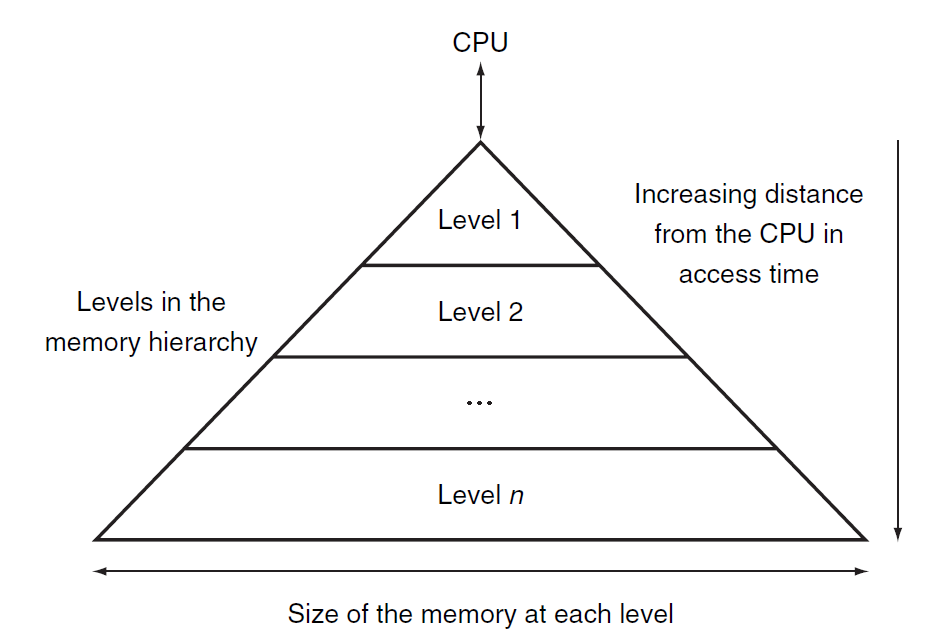 CPU
Level 1
Increasing distance
from the CPU in
access time
Levels in the
memory hierarchy
Level 2
...
Level n
Size of the memory at each level